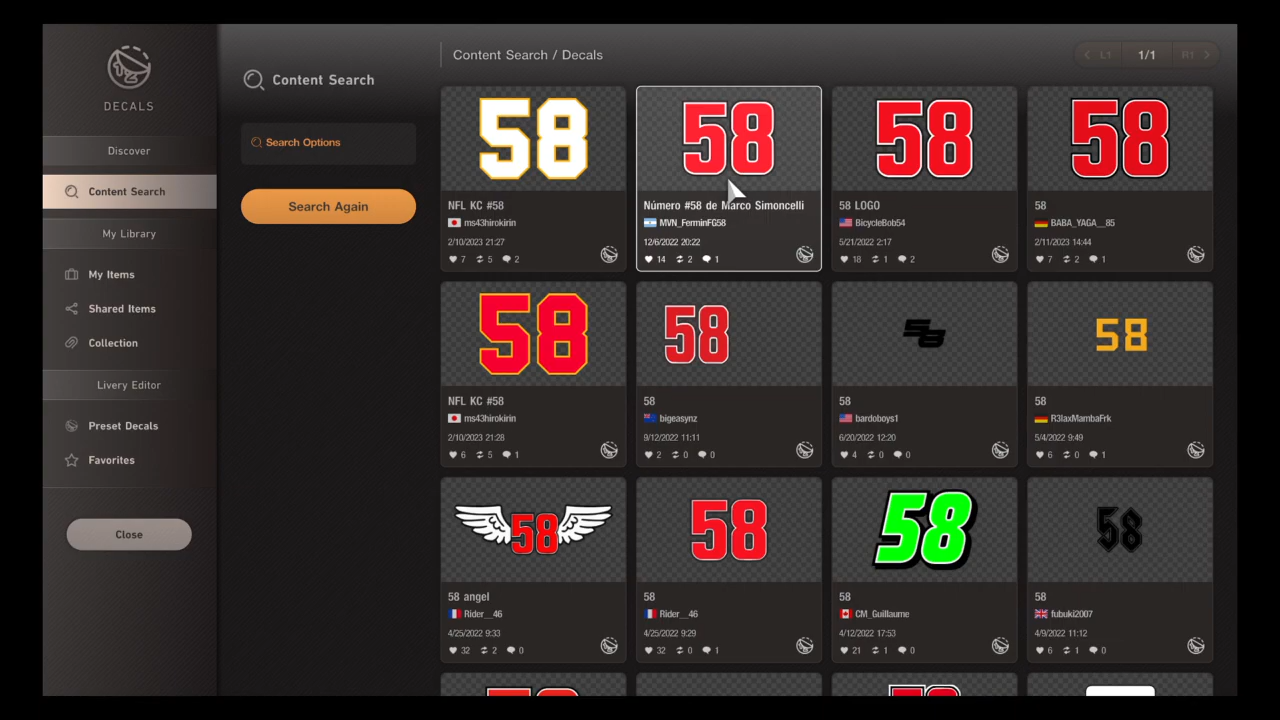 DECALS
Discover
Content Search
My Library
My Items
Shared Items
Collection
Livery Editor
Preset Decals
Favorites
Close
Content Search
Search Options
Search Again
Content Search / Decals
L1 1/1 R1
58
NFL KC #58
ms43hirokirin
2/10/2023 21:27
7 5 2
58
Número #58 de Marco Simoncelli
MVN_FerminFG58
12/6/2022 20:22
14 2 1
58
58 LOGO
BicycleBob54
5/21/2022 2:17
18 1 2
58
58
BABA_YAGA__85
2/11/2023 14:44
7 2 1
58
NFL KC #58
ms43hirokirin
2/10/2023 21:28
6 5 1
58
58
bigeasynz
9/12/2022 11:11
2 0 0
58
58
bardoboys1
6/20/2022 12:20
4 0 0
58
58
R3laxMambaFrk
5/4/2022 9:49
6 0 1
58
58 angel
Rider__46
4/25/2022 9:33
32 2 0
58
58
Rider__46
4/25/2022 9:29
32 0 1
58
58
CM_Guillaume
4/12/2022 17:53
21 1 0
58
58
fubuki2007
4/9/2022 11:12
6 1 0